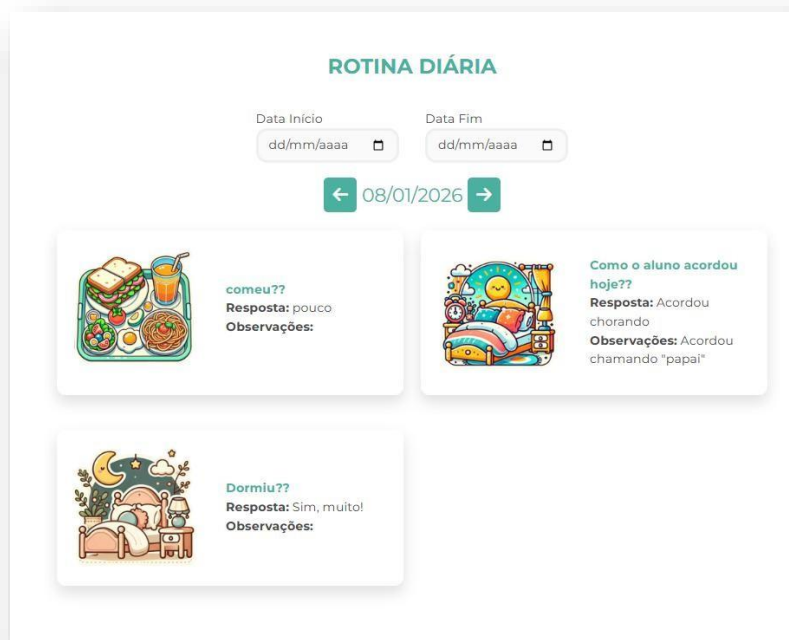 ROTINA DIÁRIA
Data Início
Data Fim
dd/mm/aaaa
dd/mm/aaaa
08/01/2026
comeu??
Resposta: pouco
Observações:
Como o aluno acordou
hoje??
Resposta: Acordou
chorando
Observações: Acordou
chamando "papai"
Dormiu??
Resposta: Sim, muito!
Observações: